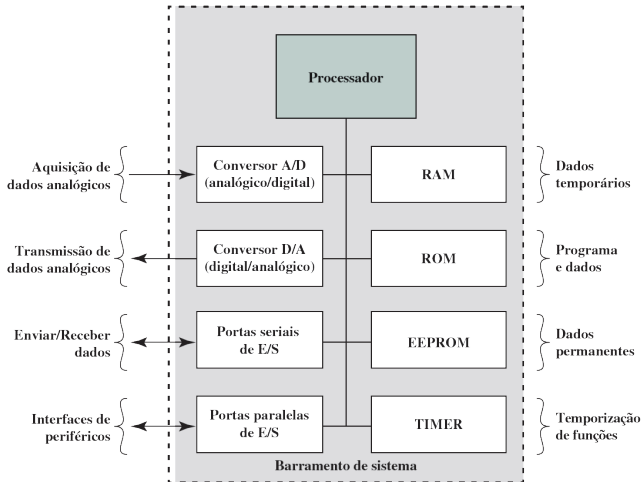 Processador
Aquisição de
dados analógicos
Conversor A/D
(analógico/digital)
RAM
Dados
temporários
Transmissão de
dados analógicos
Conversor D/A
(digital/analógico)
ROM
Programa
e dados
Enviar/Receber
dados
Portas seriais
de E/S
EEPROM
Dados
permanentes
Interfaces de
periféricos
Portas paralelas
de E/S
TIMER
Temporização
de funções
Barramento de sistema